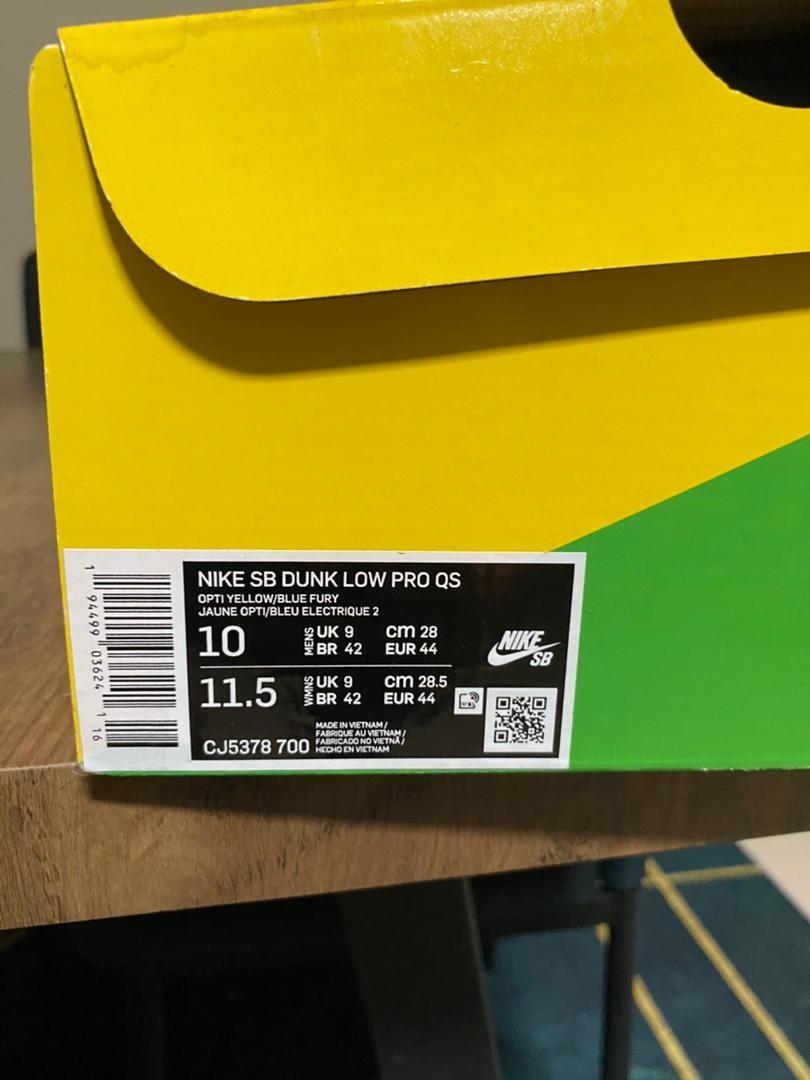 NIKE SB DUNK LOW PRO QS
OPTI YELLOW/BLUE FURY
JAUNE OPTI/BLEU ELECTRIQUE 2
10 MENS UK 9 cm 28
BR 42 EUR 44
11.5 WMNS UK 9 cm 28.5
BR 42 EUR 44
CJ5378 700
MADE IN VIETNAM /
FABRIQUE AU VIETNAM /
FABRICADO NO VIETNÃ /
HECHO EN VIETNAM
NIKE
SB
1 94499 03624 1 16